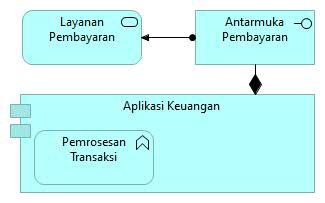 Layanan
Pembayaran
Antarmuka
Pembayaran
Aplikasi Keuangan
Pemrosesan
Transaksi